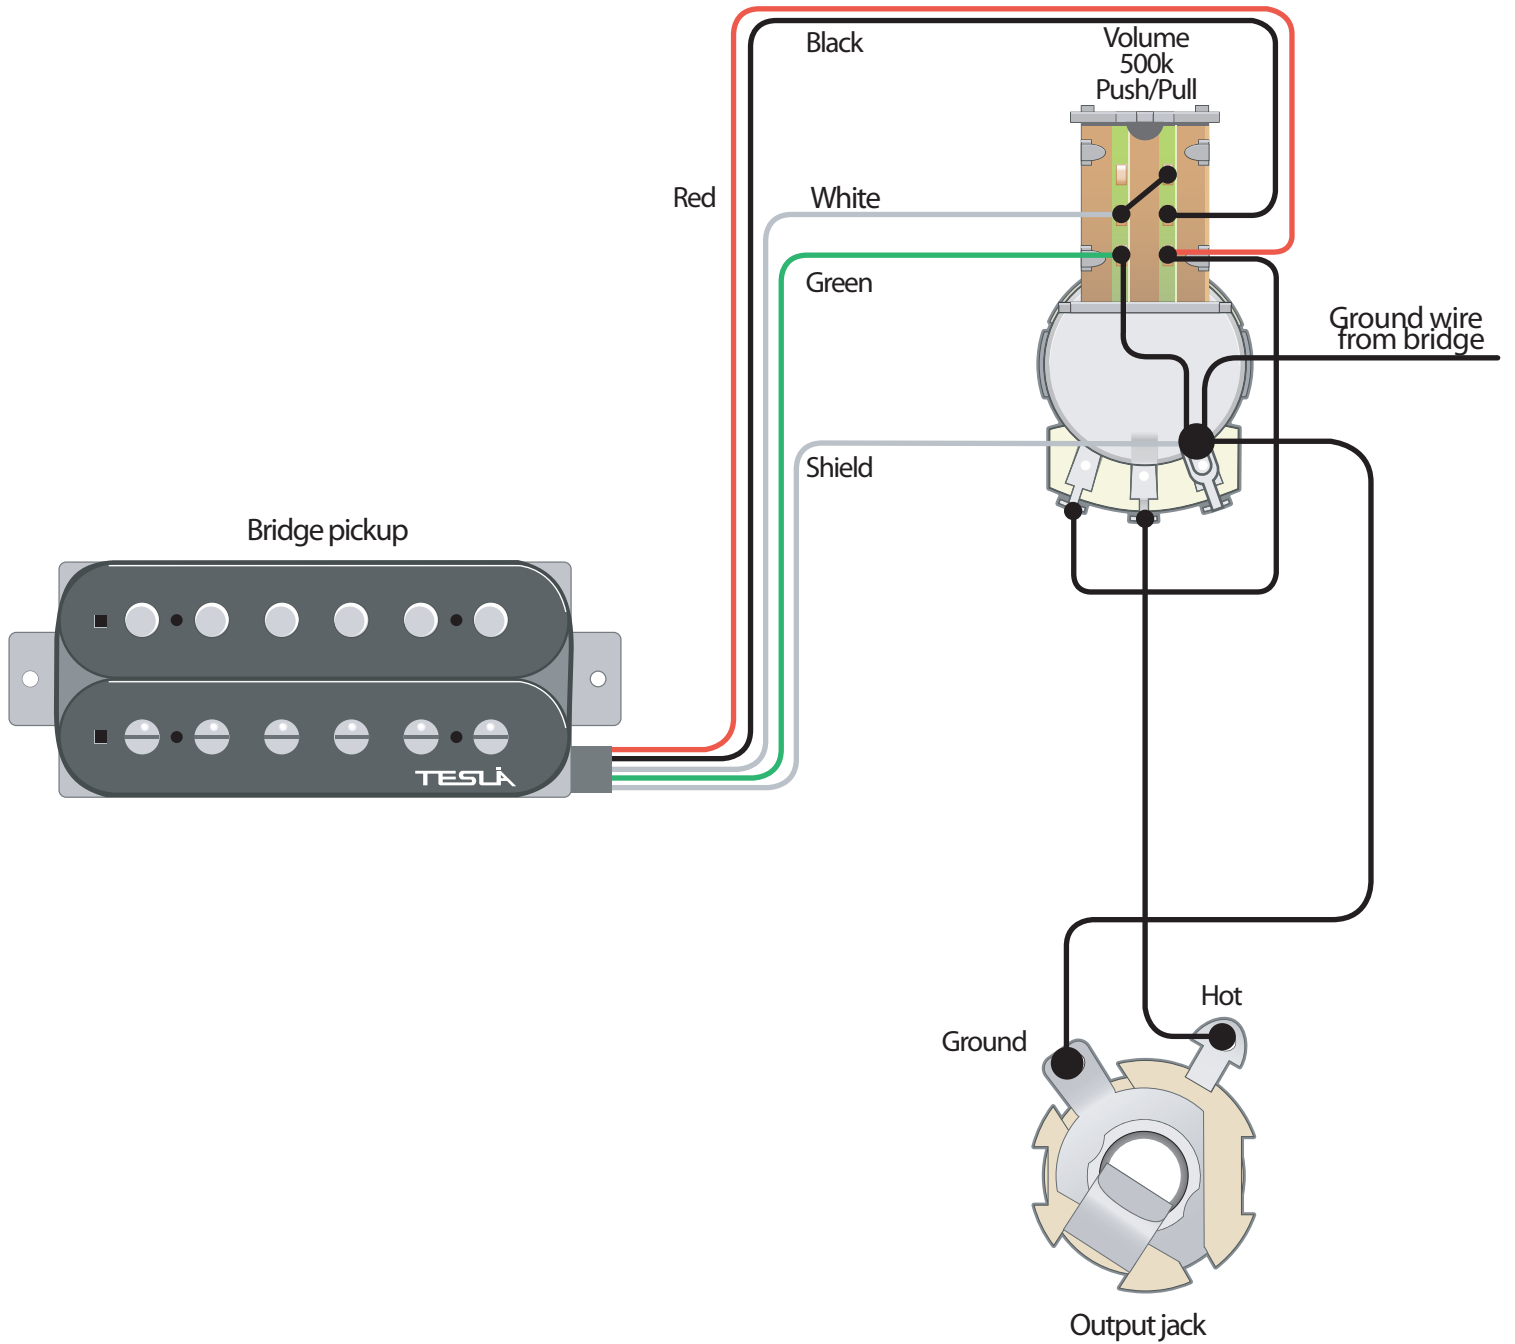 Black
Volume
500k
Push/Pull
Red
White
Green
Ground wire
from bridge
Shield
Bridge pickup
TESLA
Hot
Ground
Output jack